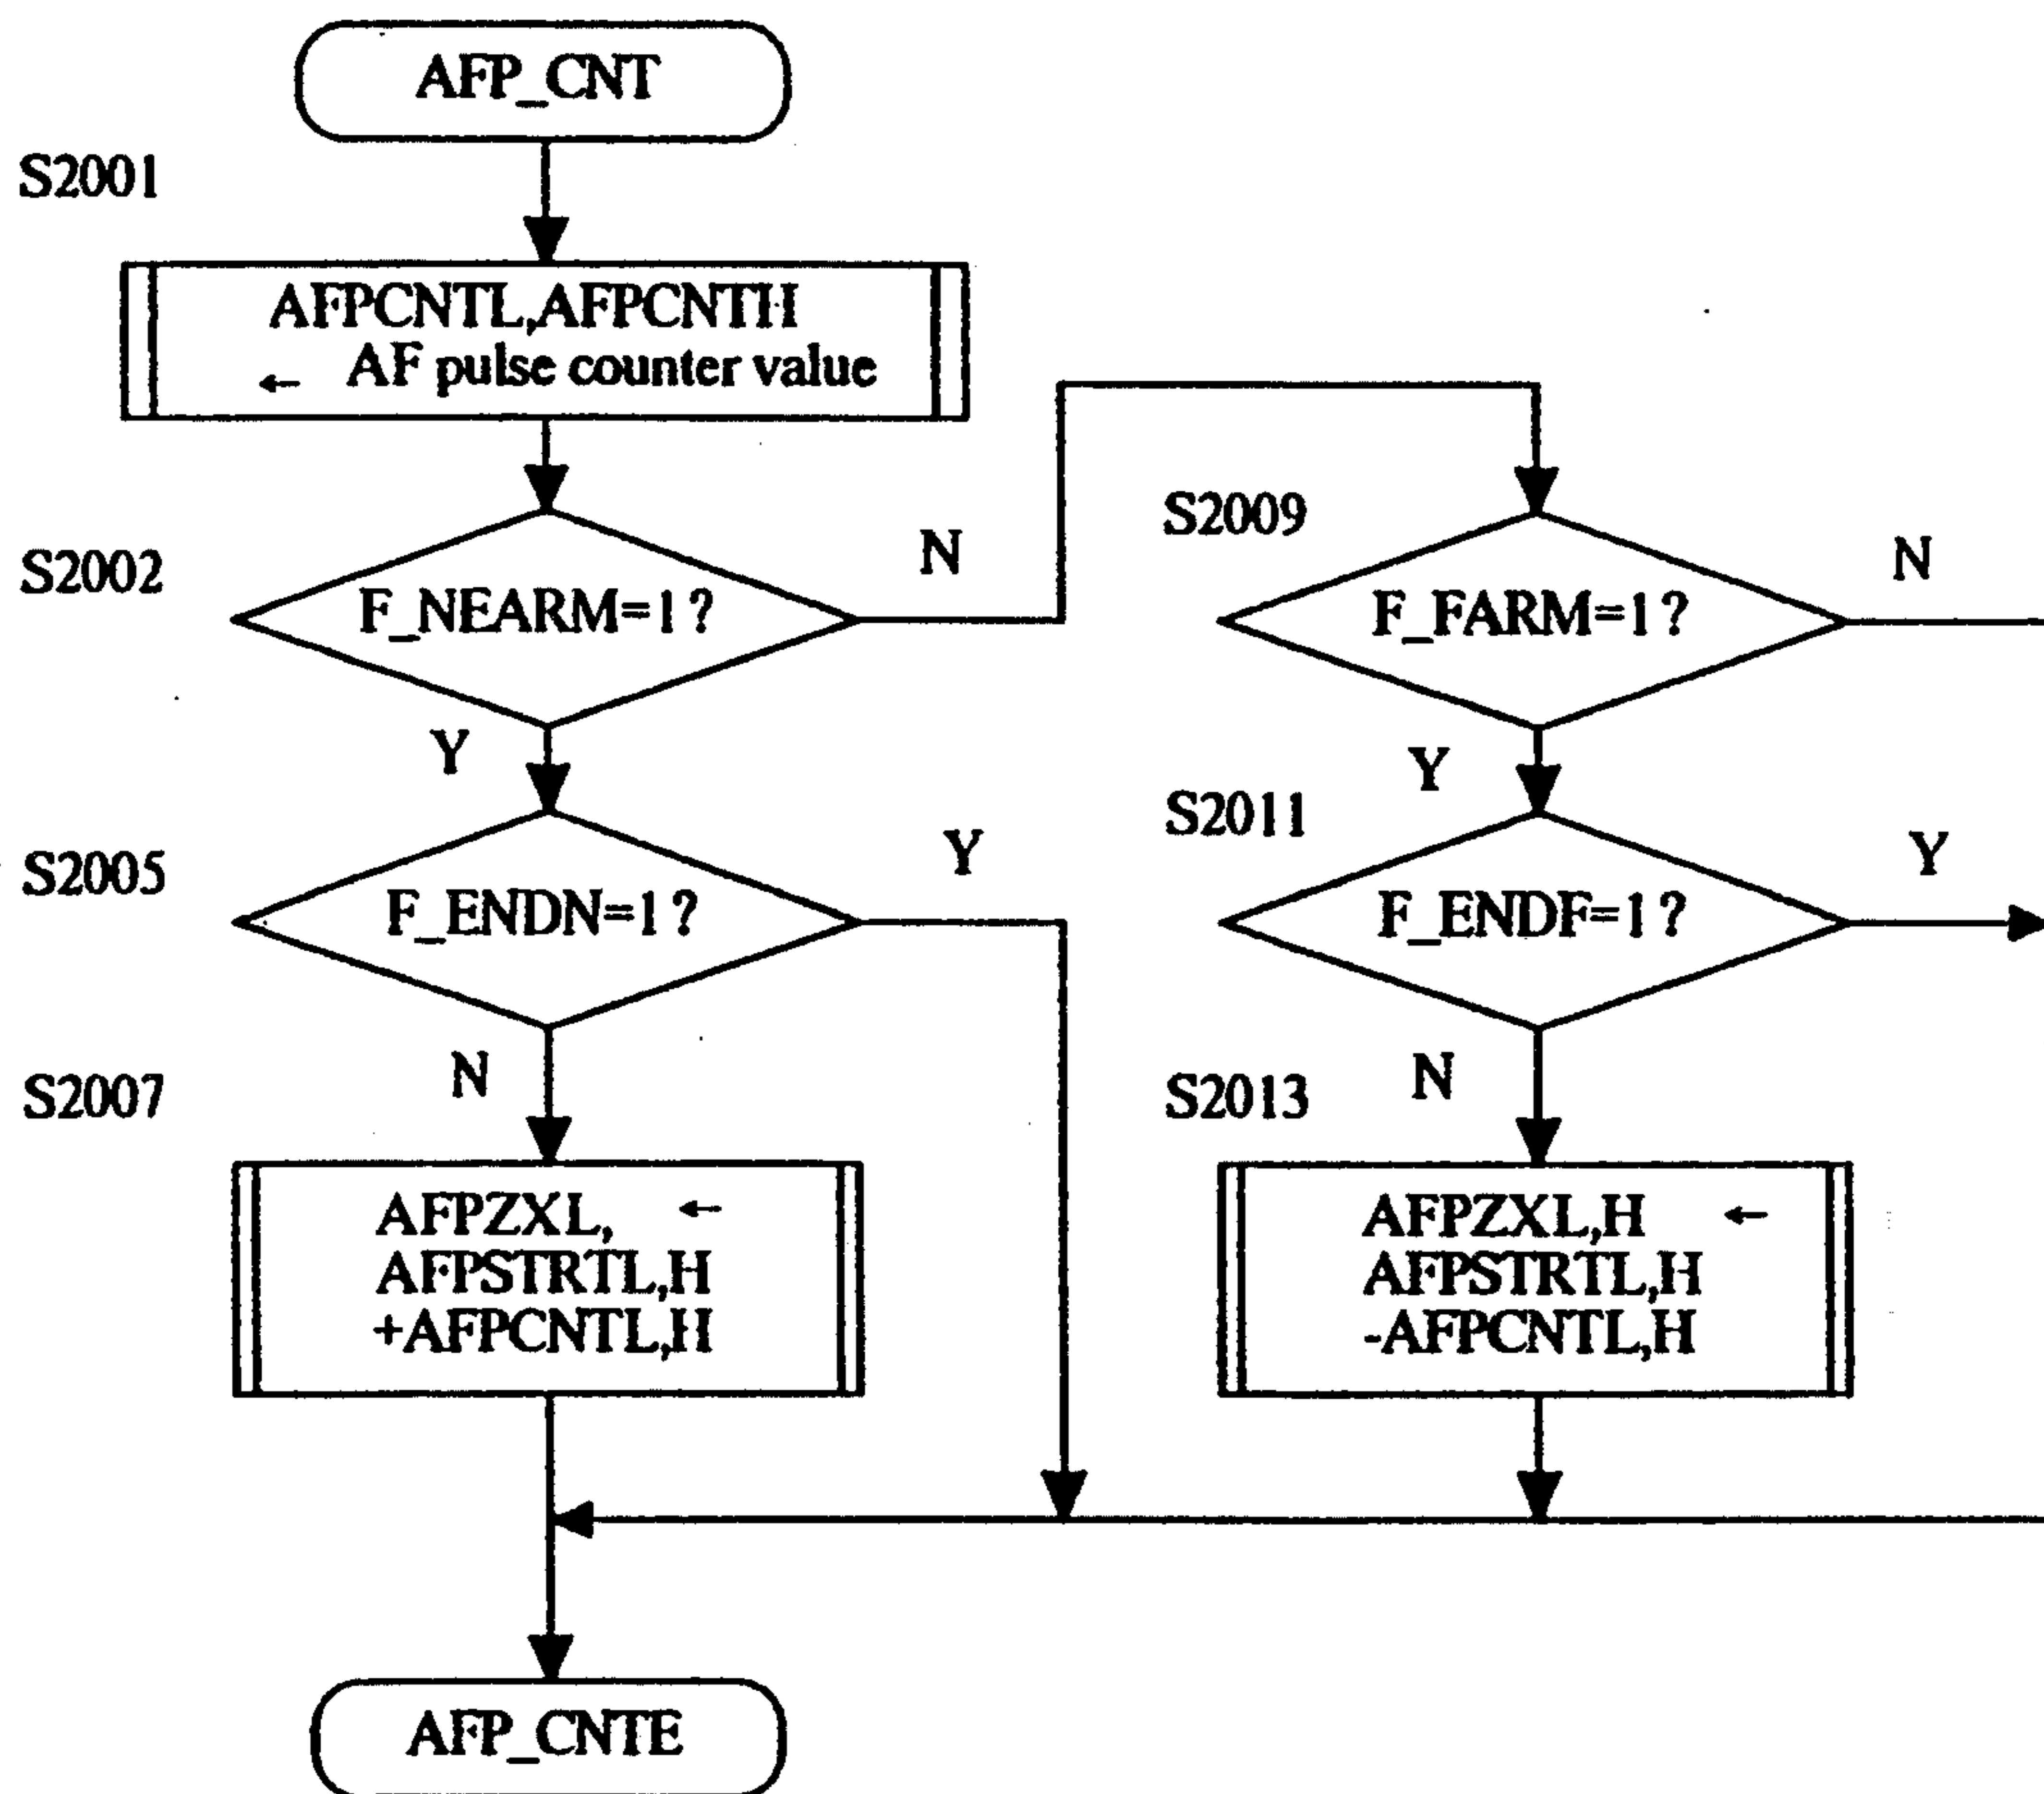 AFP_CNT
S2001
AFPCNTL,AFPCNTH
← AF pulse counter value
S2002
F_NEARM=1?
N
Y
S2005
F_ENDN=1?
Y
N
S2007
AFPZXL, ←
AFPSTRTL,H
+AFPCNTL,H
S2009
F_FARM=1?
N
Y
S2011
F_ENDF=1?
Y
N
S2013
AFPZXL,H ←
AFPSTRTL,H
-AFPCNTL,H
AFP_CNTE